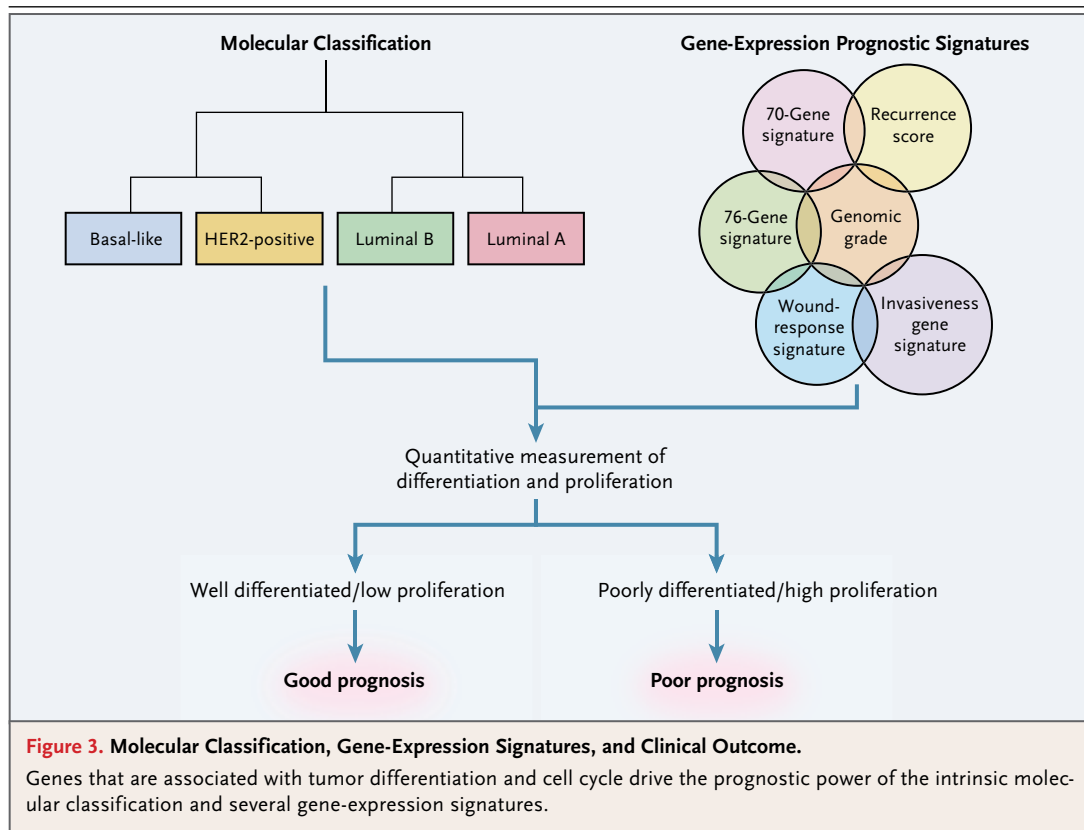 Molecular Classification
Basal-like
HER2-positive
Luminal B
Luminal A
Gene-Expression Prognostic Signatures
70-Gene
signature
Recurrence
score
76-Gene
signature
Genomic
grade
Wound-
response
signature
Invasiveness
gene
signature
Quantitative measurement of
differentiation and proliferation
Well differentiated/low proliferation
Poorly differentiated/high proliferation
Good prognosis
Poor prognosis
Figure 3. Molecular Classification, Gene-Expression Signatures, and Clinical Outcome.
Genes that are associated with tumor differentiation and cell cycle drive the prognostic power of the intrinsic molec-
ular classification and several gene-expression signatures.